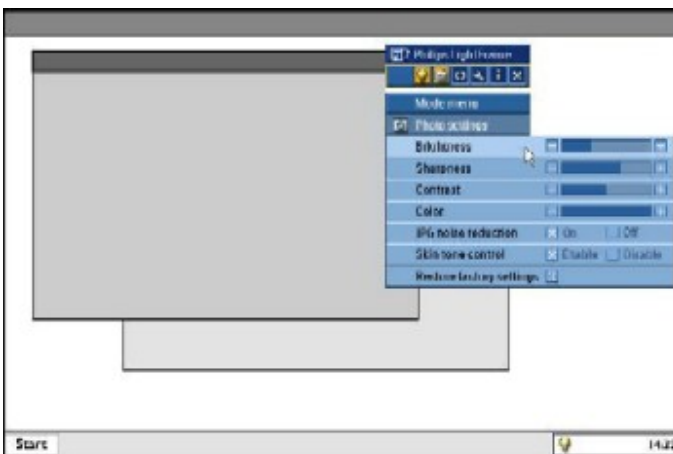 Philips LightFrame
Mode menu
Photo settings
Brightness
Sharpness
Contrast
Color
JPG noise reduction On Off
Skin tone control Enable Disable
Restore factory settings
Start